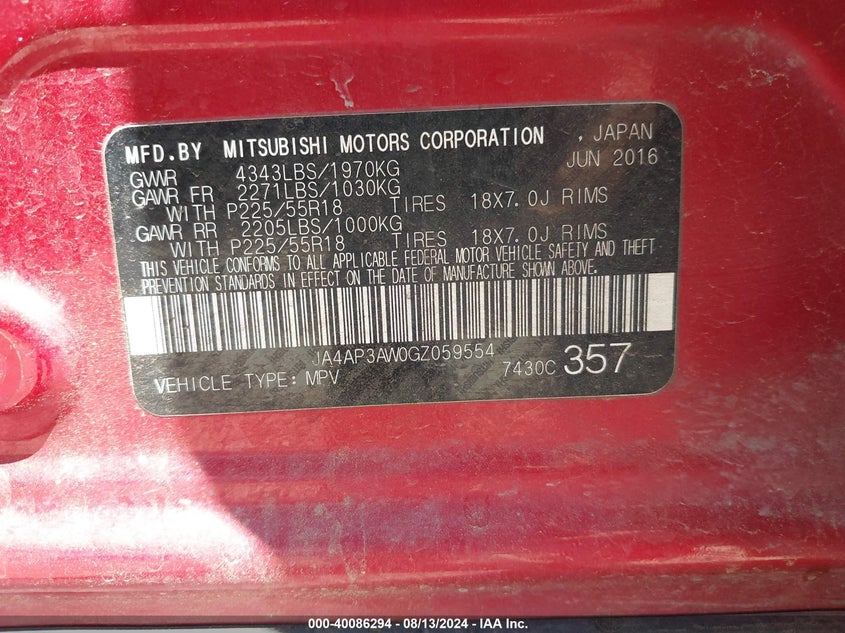 MFD.BY MITSUBISHI MOTORS CORPORATION , JAPAN
JUN 2016
GVWR 4343LBS/1970KG
GAWR FR 2271LBS/1030KG
WITH P225/55R18 TIRES 18X7.0J RIMS
GAWR RR 2205LBS/1000KG
WITH P225/55R18 TIRES 18X7.0J RIMS
THIS VEHICLE CONFORMS TO ALL APPLICABLE FEDERAL MOTOR VEHICLE SAFETY AND THEFT
PREVENTION STANDARDS IN EFFECT ON THE DATE OF MANUFACTURE SHOWN ABOVE.
JA4AP3AW0GZ059554
VEHICLE TYPE: MPV 7430C 357
000-40086294 - 08/13/2024 - IAA Inc.